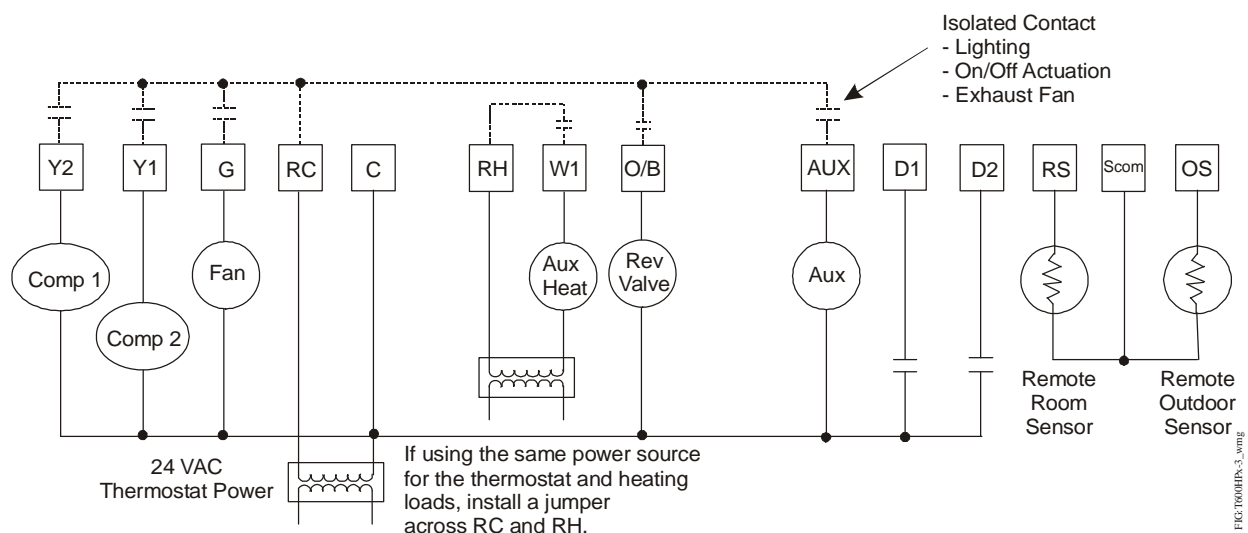 Isolated Contact
- Lighting
- On/Off Actuation
- Exhaust Fan
Y2
Y1
G
RC
C
RH
W1
O/B
AUX
D1
D2
RS
Scom
OS
Comp 1
Comp 2
Fan
Aux
Heat
Rev
Valve
Aux
Remote
Room
Sensor
Remote
Outdoor
Sensor
24 VAC
Thermostat Power
If using the same power source
for the thermostat and heating
loads, install a jumper
across RC and RH.
FIG:T600HPx-3_wrng